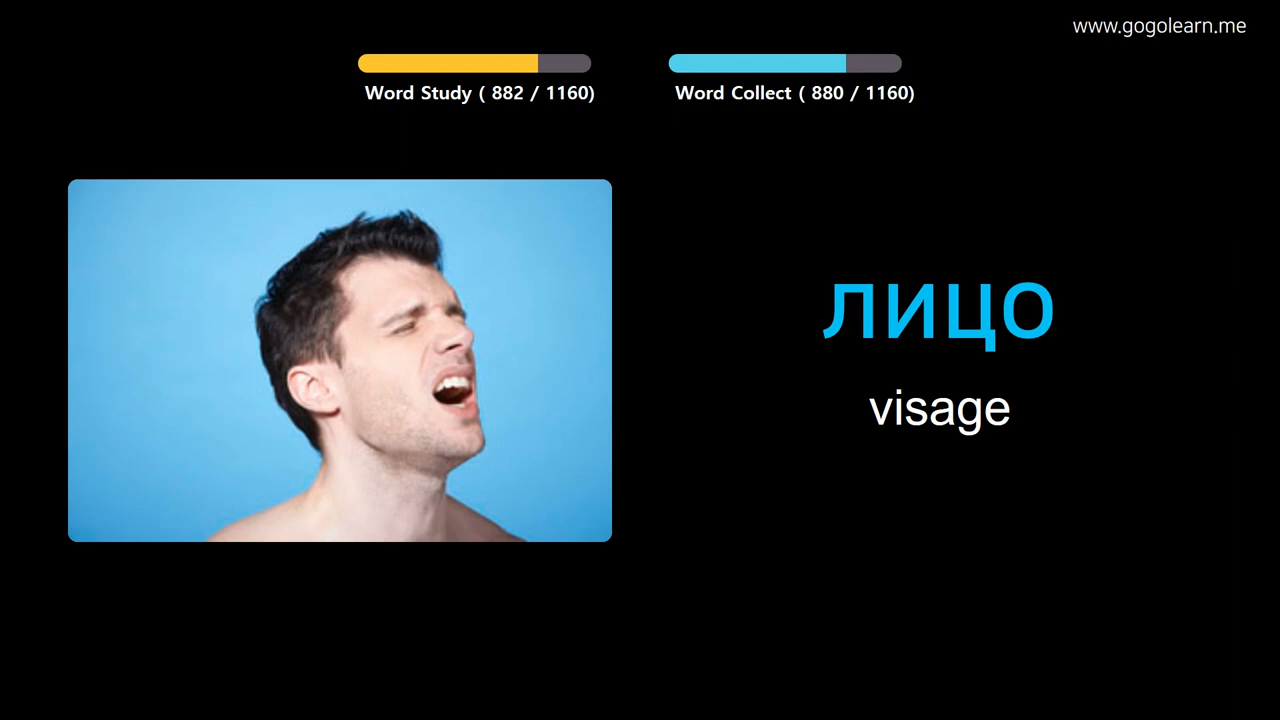 www.gogolearn.me
Word Study ( 882 / 1160)
Word Collect ( 880 / 1160)
лицо
visage